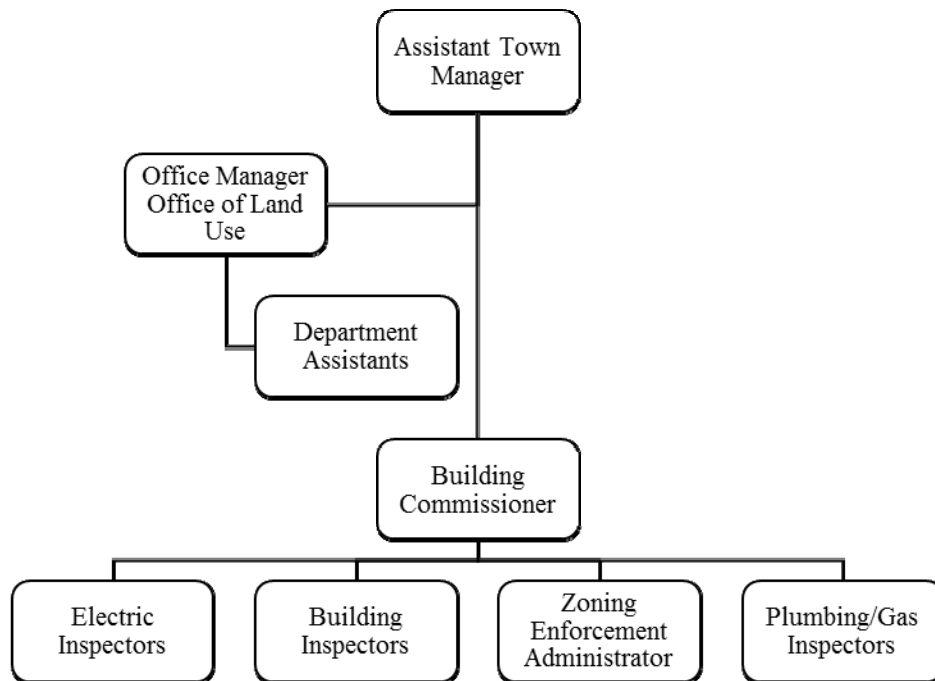 Assistant Town
Manager
Office Manager
Office of Land
Use
Department
Assistants
Building
Commissioner
Electric
Inspectors
Building
Inspectors
Zoning
Enforcement
Administrator
Plumbing/Gas
Inspectors